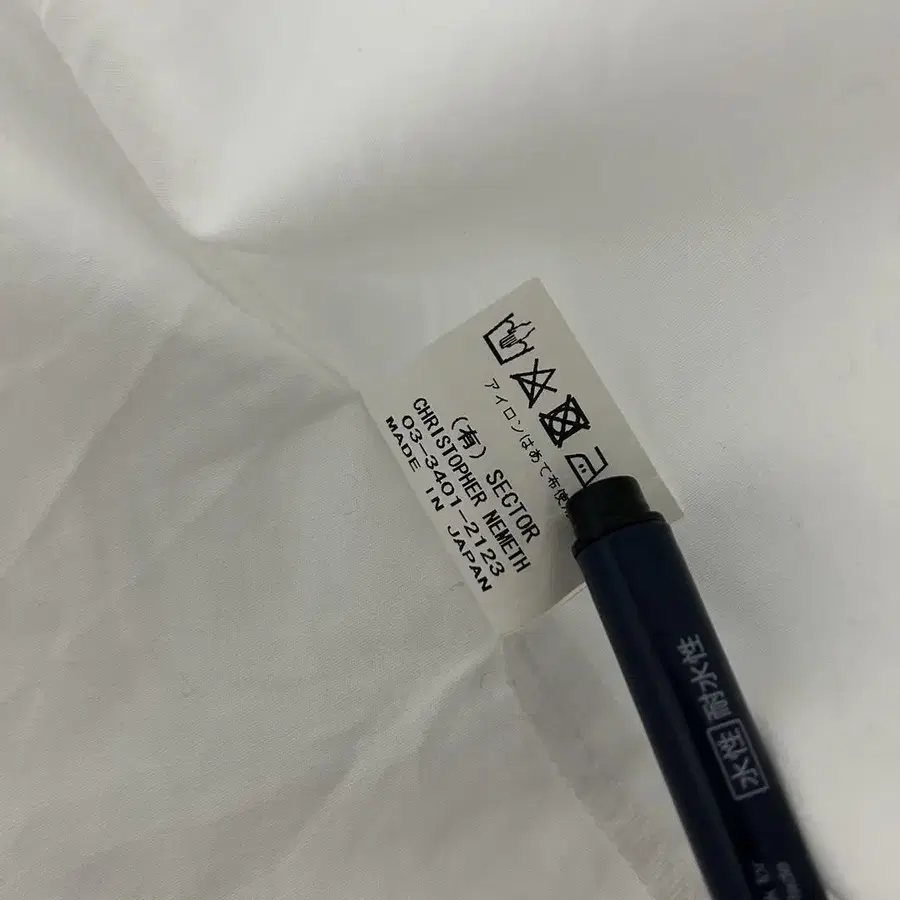 アイロンはあて布使
(有) SECTOR
CHRISTOPHER NEMETH
03-3401-2123
MADE IN JAPAN
水性 耐水性